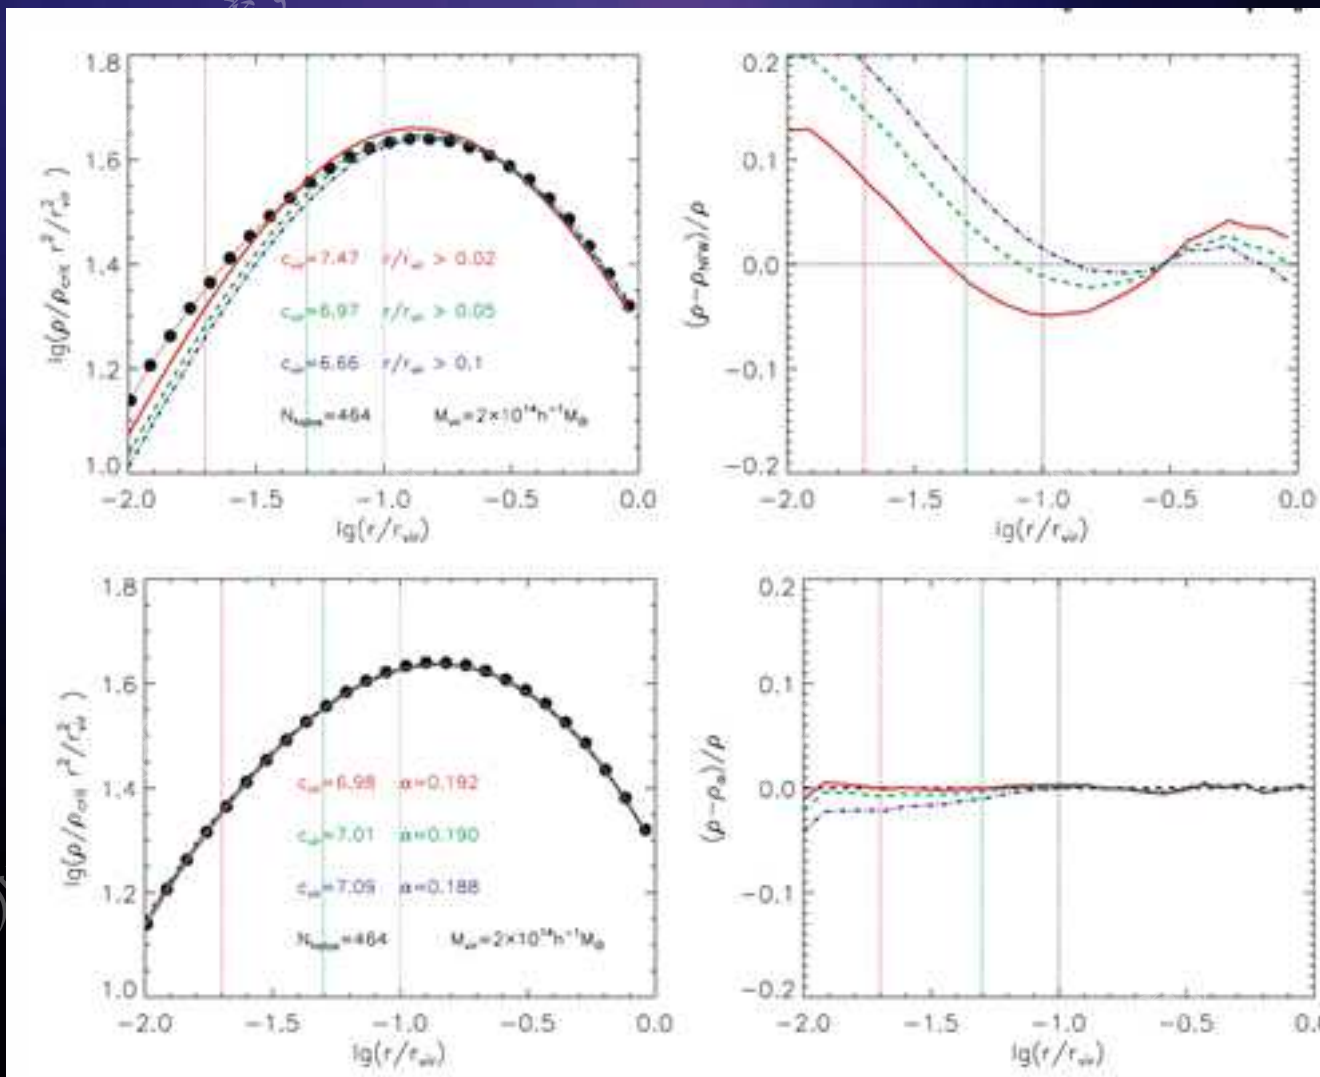 1.8
1.6
1.4
1.2
1.0
lg(ρ/ρcrit r²/r²vir )
cvir=7.47 r/rvir > 0.02
cvir=6.97 r/rvir > 0.05
cvir=6.66 r/rvir > 0.1
Nhalos=464 Mvir=2×10¹⁴h⁻¹M⊙
-2.0 -1.5 -1.0 -0.5 0.0
lg(r/rvir)
0.2
0.1
0.0
-0.1
-0.2
(ρ-ρNFW)/ρ
-2.0 -1.5 -1.0 -0.5 0.0
lg(r/rvir)
1.8
1.6
1.4
1.2
1.0
lg(ρ/ρcrit r²/r²vir )
cvir=6.98 α=0.192
cvir=7.01 α=0.190
cvir=7.09 α=0.188
Nhalos=464 Mvir=2×10¹⁴h⁻¹M⊙
-2.0 -1.5 -1.0 -0.5 0.0
lg(r/rvir)
0.2
0.1
0.0
-0.1
-0.2
(ρ-ρα)/ρ
-2.0 -1.5 -1.0 -0.5 0.0
lg(r/rvir)